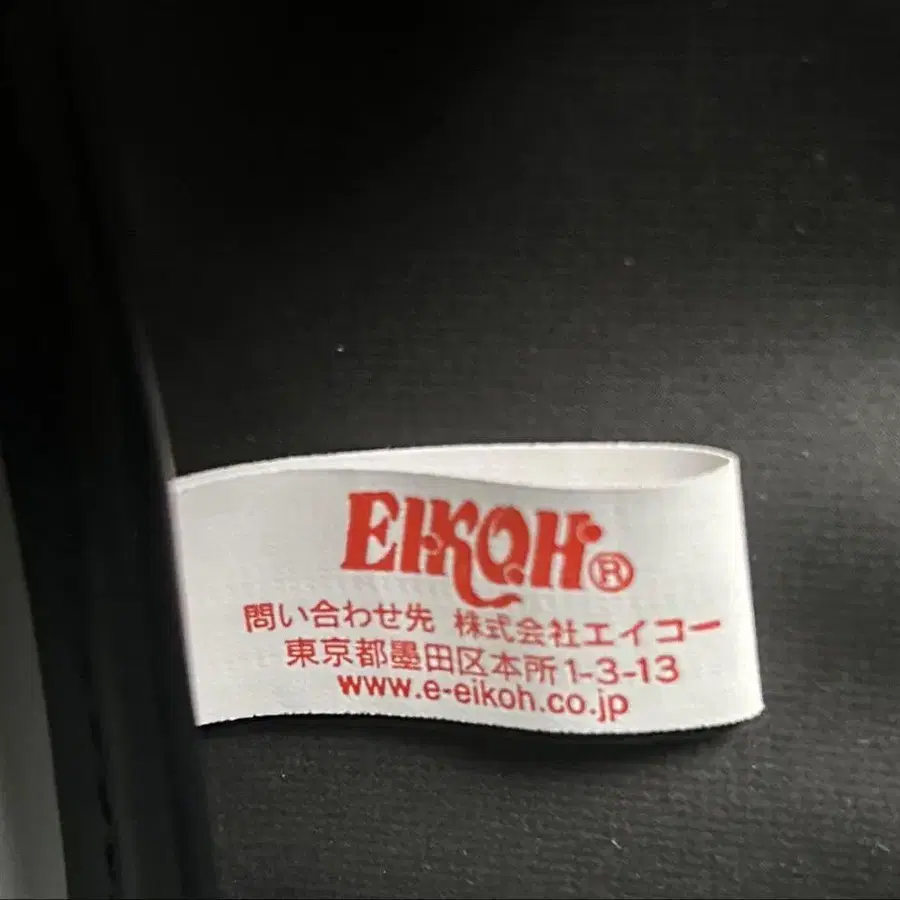 EIKOH®
問い合わせ先 株式会社エイコー
東京都墨田区本所1-3-13
www.e-eikoh.co.jp